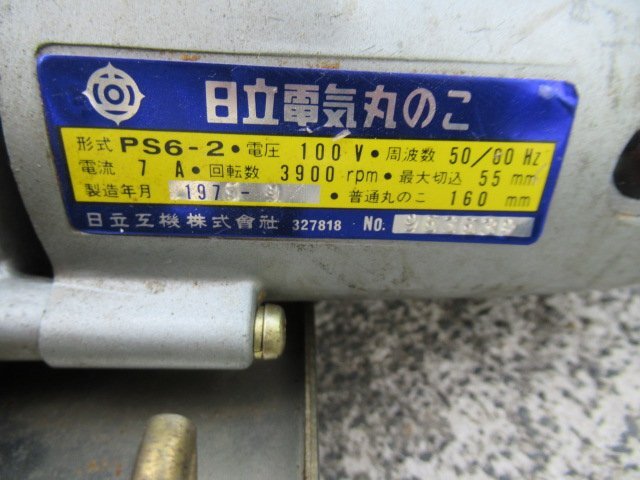 日立電気丸のこ
形式 PS6-2・電圧 100 V・周波数 50/60 Hz
電流 7 A・回転数 3900 rpm・最大切込 55 mm
製造年月 ・普通丸のこ 160 mm
日立工機株式會社 327818 No.